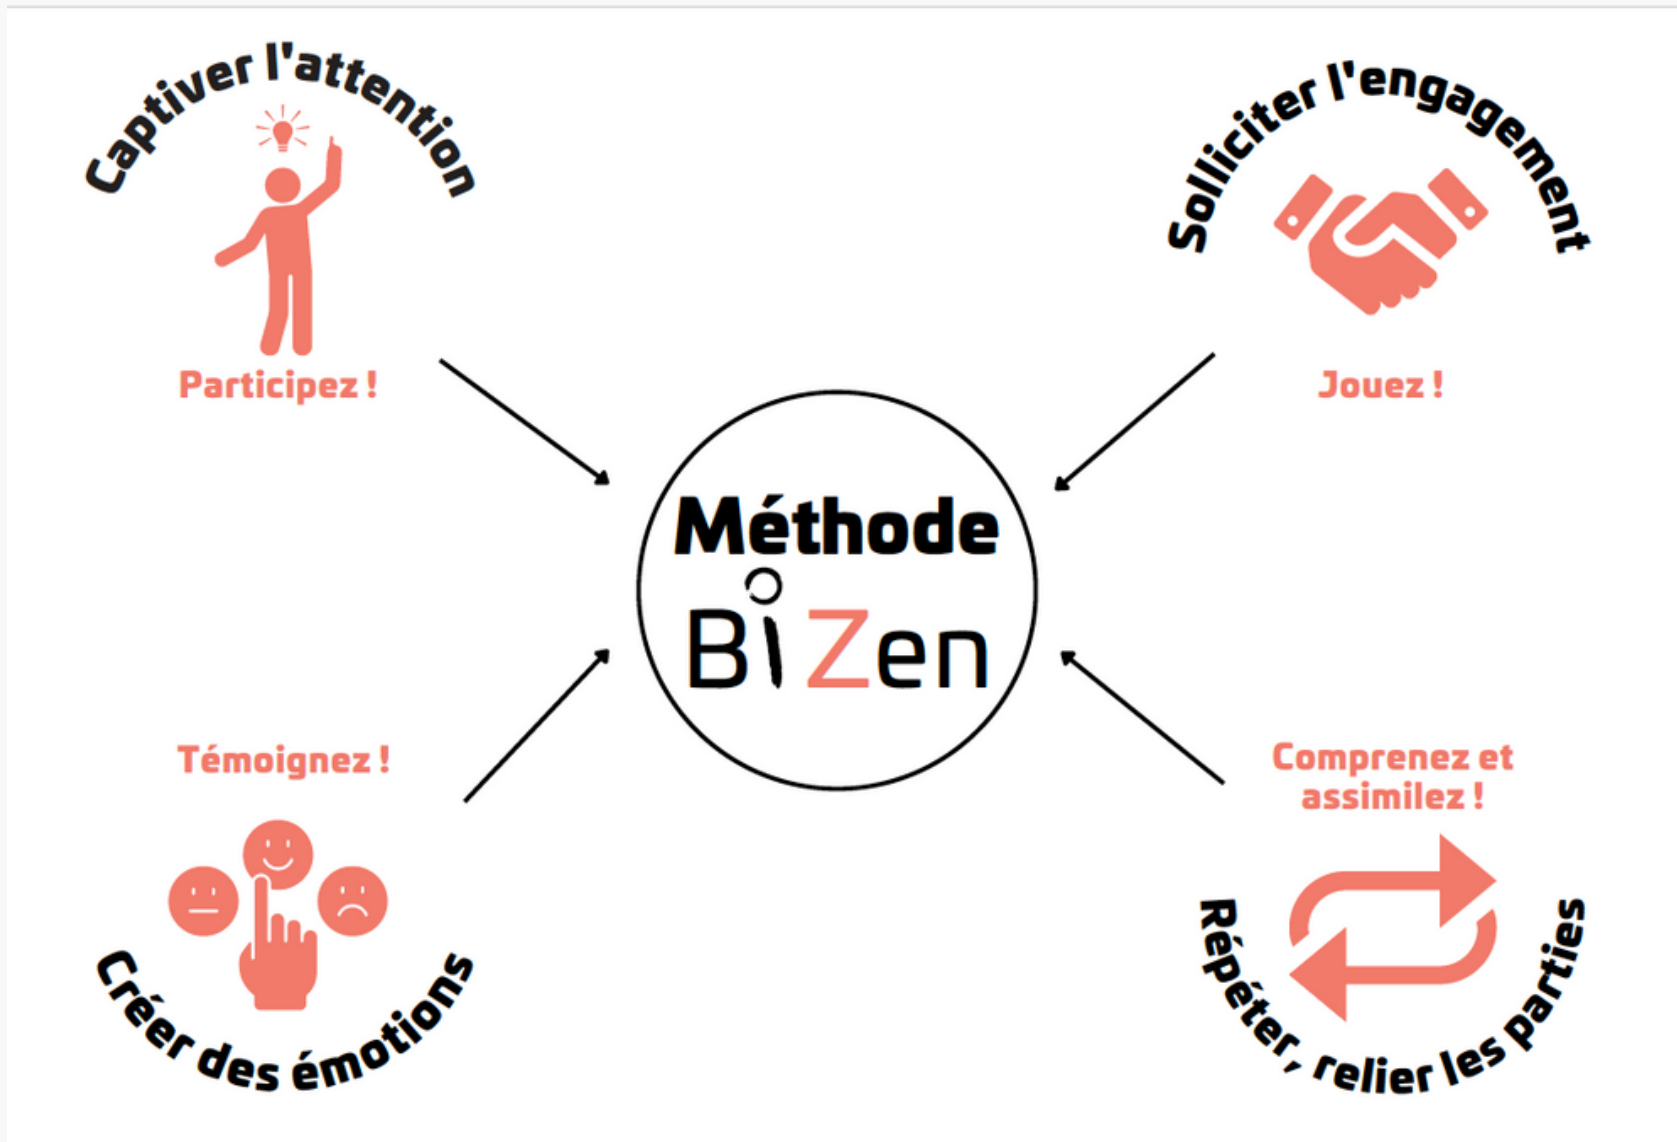 Captiver l'attention
Participez !
Solliciter l'engagement
Jouez !
Méthode
BiZen
Témoignez !
Créer des émotions
Comprenez et
assimilez !
Répéter, relier les parties